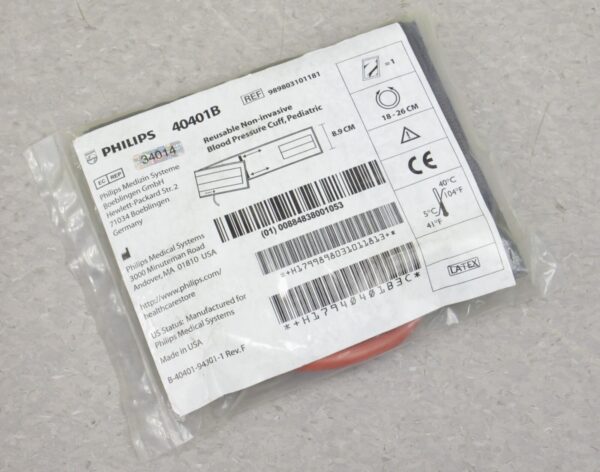 PHILIPS 40401B
REF 989803101181
34014
Reusable Non-invasive
Blood Pressure Cuff, Pediatric
8.9 CM
EC REP
Philips Medizin Systeme
Boeblingen GmbH
Hewlett-Packard Str. 2
71034 Boeblingen
Germany
Philips Medical Systems
3000 Minuteman Road
Andover, MA 01810 USA
http://www.philips.com/
healthcarestore
US Status: Manufactured for
Philips Medical Systems
Made in USA
B-40401-94301-1 Rev. F
(01) 00884838001053
*+H1799898031011813+*
*+H17940401B3C*
=1
18 - 26 CM
CE
40°C
104°F
5°C
41°F
LATEX